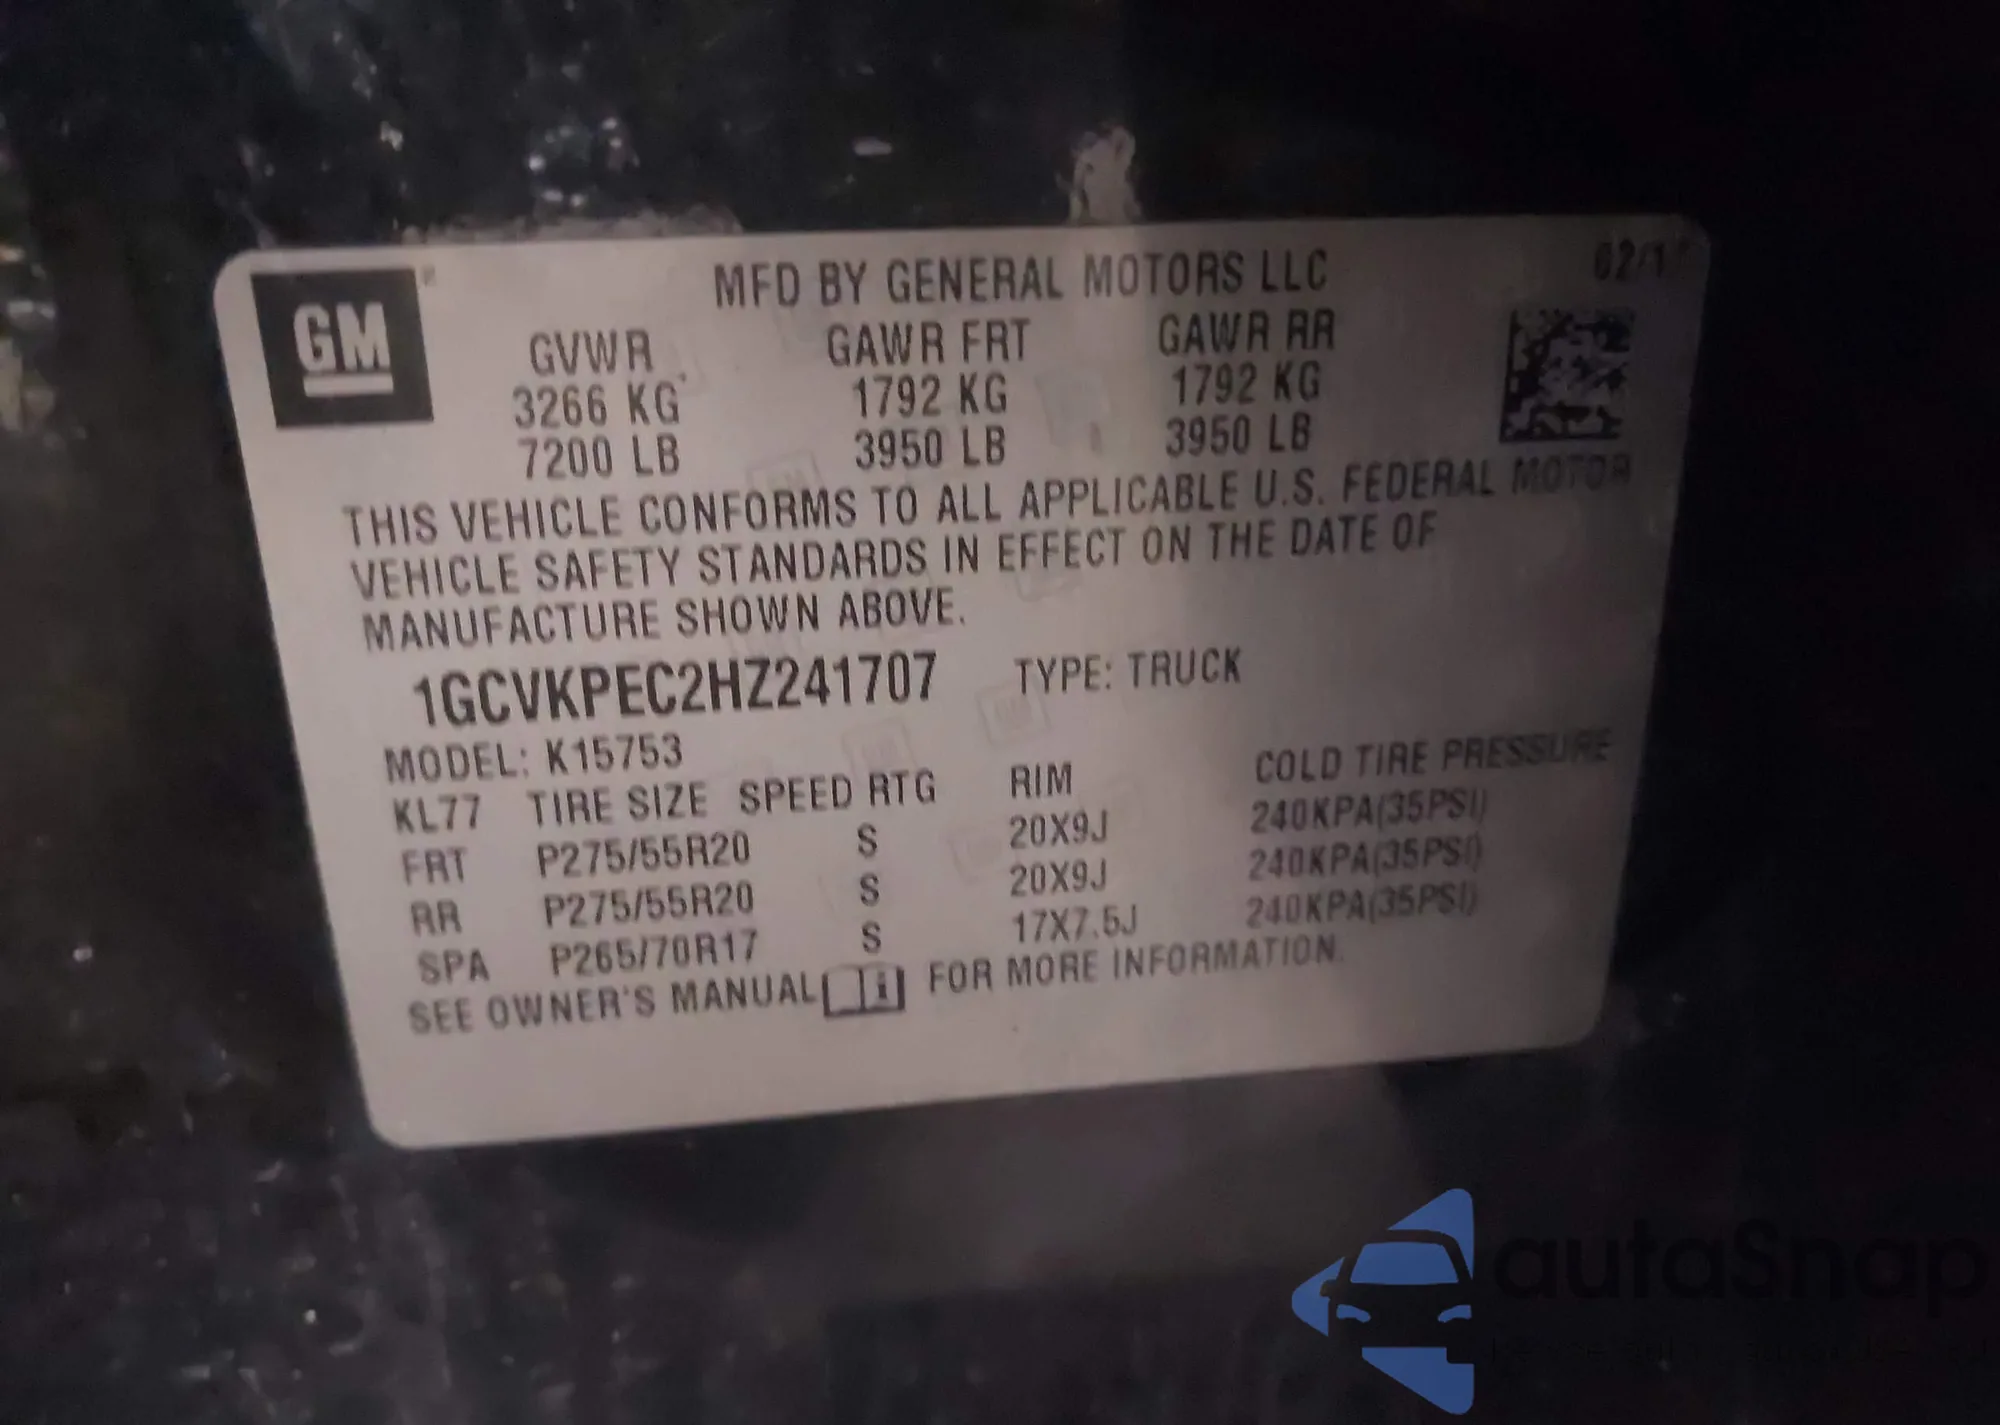 GM
MFD BY GENERAL MOTORS LLC
02/1
GVWR GAWR FRT GAWR RR
3266 KG 1792 KG 1792 KG
7200 LB 3950 LB 3950 LB
THIS VEHICLE CONFORMS TO ALL APPLICABLE U.S. FEDERAL MOTOR
VEHICLE SAFETY STANDARDS IN EFFECT ON THE DATE OF
MANUFACTURE SHOWN ABOVE.
1GCVKPEC2HZ241707 TYPE: TRUCK
MODEL: K15753
KL77 TIRE SIZE SPEED RTG RIM COLD TIRE PRESSURE
FRT P275/55R20 S 20X9J 240KPA(35PSI)
RR P275/55R20 S 20X9J 240KPA(35PSI)
SPA P265/70R17 S 17X7.5J 240KPA(35PSI)
SEE OWNER'S MANUAL i FOR MORE INFORMATION.
autaSnap